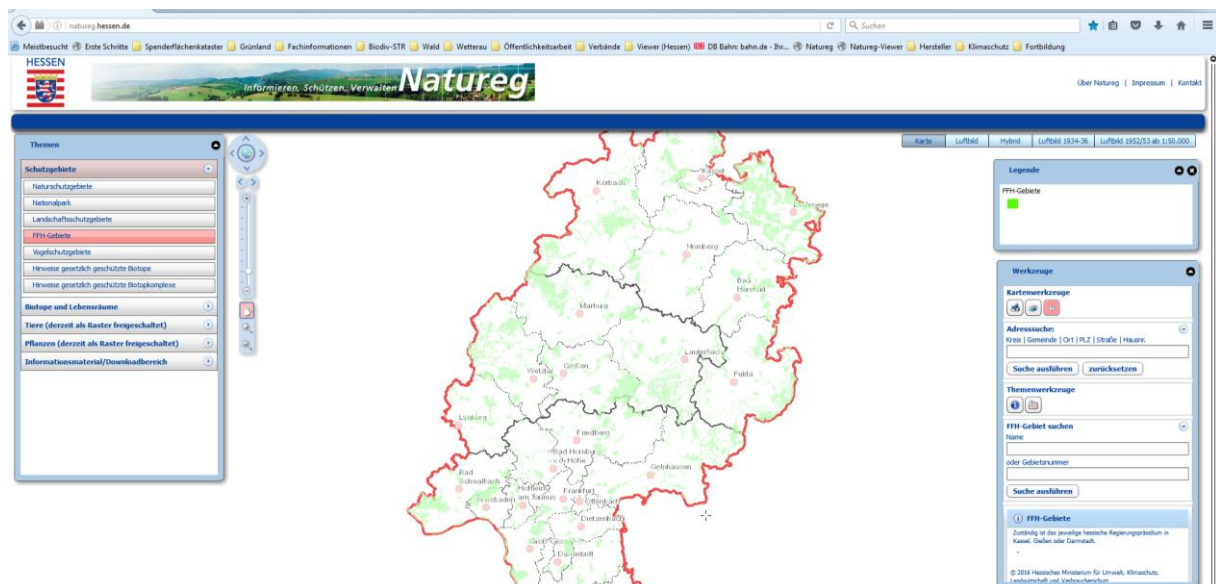 natureg.hessen.de
Suchen
Meistbesucht Erste Schritte Spenderflächenkataster Grünland Fachinformationen Biodiv-STR Wald Wetterau Öffentlichkeitsarbeit Verbände Viewer (Hessen) DB Bahn: bahn.de - Ihr... Natureg Natureg-Viewer Hersteller Klimaschutz Fortbildung
HESSEN
Informieren, Schützen, Verwalten Natureg
Über Natureg | Impressum | Kontakt
Themen
Schutzgebiete
Naturschutzgebiete
Nationalpark
Landschaftsschutzgebiete
FFH-Gebiete
Vogelschutzgebiete
Hinweise gesetzlich geschützte Biotope
Hinweise gesetzlich geschützte Biotopkomplexe
Biotope und Lebensräume
Tiere (derzeit als Raster freigeschaltet)
Pflanzen (derzeit als Raster freigeschaltet)
Informationsmaterial/Downloadbereich
Karte Luftbild Hybrid Luftbild 1934-36 Luftbild 1952/53 ab 1:50.000
Korbach
Kassel
Eschwege
Homberg
Bad
Hersfeld
Marburg
Lauterbach
Wetzlar
Gießen
Fulda
Limburg
Friedberg
Bad Homburg
v.d. Höhe
Gelnhausen
Bad
Schwalbach
Hofheim
am Taunus
Frankfurt
Wiesbaden
Offenbach
Dietzenbach
Groß-Gerau
Darmstadt
Legende
FFH-Gebiete
Werkzeuge
Kartenwerkzeuge
Adresssuche:
Kreis | Gemeinde | Ort | PLZ | Straße | Hausnr.
Suche ausführen zurücksetzen
Themenwerkzeuge
FFH-Gebiet suchen
Name
oder Gebietsnummer
Suche ausführen
FFH-Gebiete
Zuständig ist das jeweilige hessische Regierungspräsidium in
Kassel, Gießen oder Darmstadt.
© 2016 Hessisches Ministerium für Umwelt, Klimaschutz,
Landwirtschaft und Verbraucherschutz